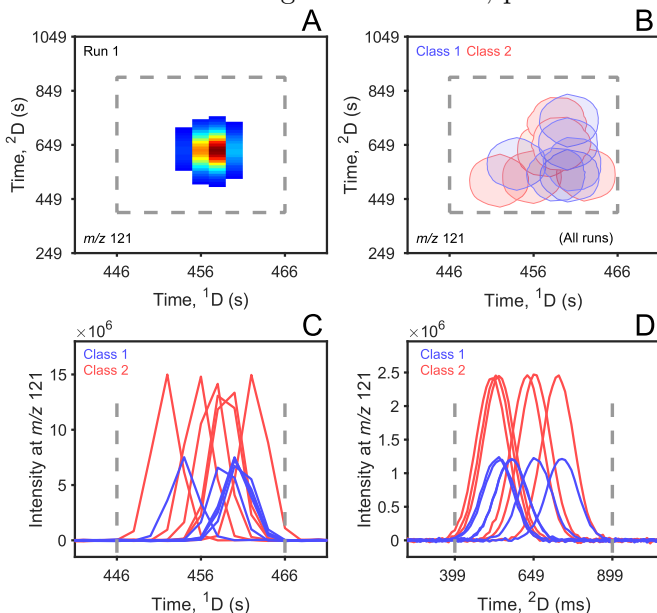 A
Run 1
1049
849
649
449
249
Time, ²D (s)
m/z 121
446
456
466
Time, ¹D (s)
B
Class 1 Class 2
1049
849
649
449
249
Time, ²D (s)
m/z 121
(All runs)
446
456
466
Time, ¹D (s)
C
×10⁶
Class 1
Class 2
15
10
5
0
Intensity at m/z 121
446
456
466
Time, ¹D (s)
D
×10⁶
Class 1
Class 2
2.5
2
1.5
1
0.5
0
Intensity at m/z 121
399
649
899
Time, ²D (ms)